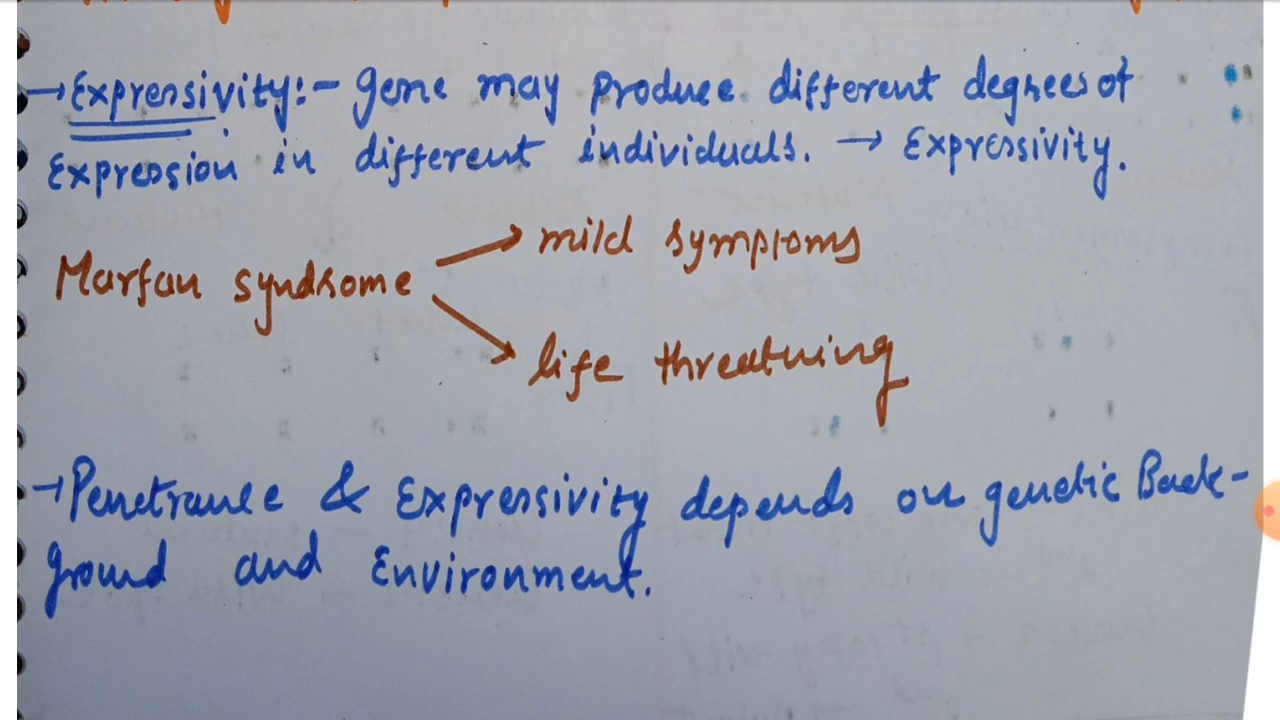 →Expressivity:- gene may produce different degrees of
Expression in different individuals. → Expressivity.
Marfan syndrome → mild symptoms
→ life threatning
→Penetrance & Expressivity depends on genetic Back-
ground and Environment.